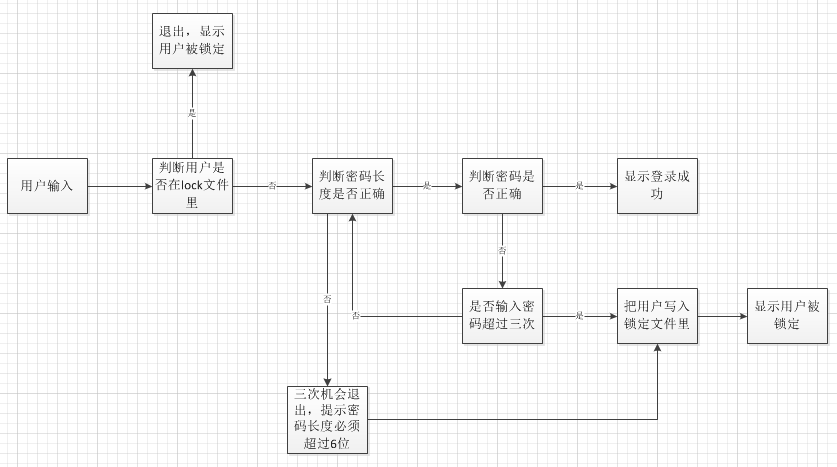 退出，显示
用户被锁定
是
用户输入
判断用户是
否在lock文件
里
否
判断密码长
度是否正确
是
判断密码是
否正确
是
显示登录成
功
否
否
是否输入密
码超过三次
否
是
把用户写入
锁定文件里
显示用户被
锁定
三次机会退
出，提示密
码长度必须
超过6位